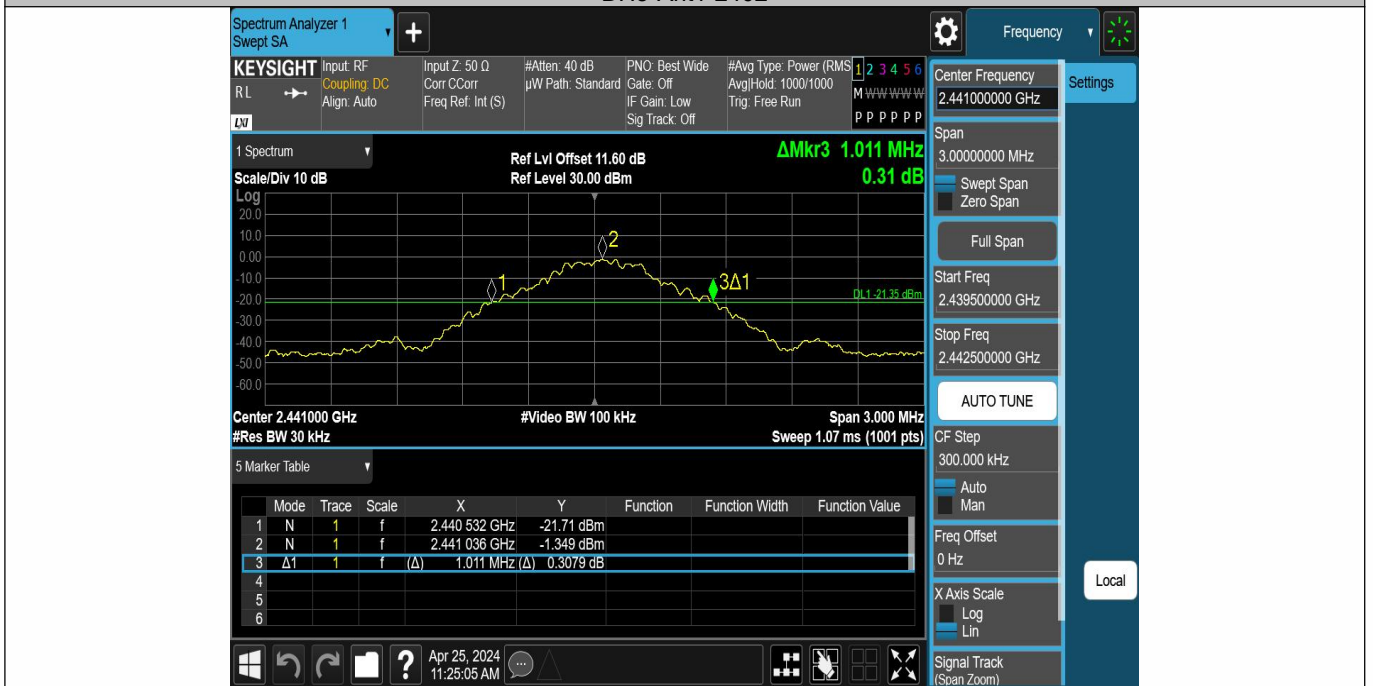 Spectrum Analyzer 1
Swept SA
+
Frequency
KEYSIGHT
RL
LXI
Input: RF
Coupling: DC
Align: Auto
Input Z: 50 Ω
Corr CCorr
Freq Ref: Int (S)
#Atten: 40 dB
µW Path: Standard
PNO: Best Wide
Gate: Off
IF Gain: Low
Sig Track: Off
#Avg Type: Power (RMS
Avg|Hold: 1000/1000
Trig: Free Run
1 2 3 4 5 6
M W W W W W
P P P P P P
Center Frequency
2.441000000 GHz
Settings
Span
3.00000000 MHz
Swept Span
Zero Span
Full Span
Start Freq
2.439500000 GHz
Stop Freq
2.442500000 GHz
AUTO TUNE
CF Step
300.000 kHz
Auto
Man
Freq Offset
0 Hz
X Axis Scale
Log
Lin
Signal Track
(Span Zoom)
Local
1 Spectrum
Scale/Div 10 dB
Ref Lvl Offset 11.60 dB
Ref Level 30.00 dBm
ΔMkr3 1.011 MHz
0.31 dB
Log
20.0
10.0
0.00
-10.0
-20.0
-30.0
-40.0
-50.0
-60.0
1
2
3Δ1
DL1 -21.35 dBm
Center 2.441000 GHz
#Video BW 100 kHz
Span 3.000 MHz
#Res BW 30 kHz
Sweep 1.07 ms (1001 pts)
5 Marker Table
Mode Trace Scale X Y Function Function Width Function Value
1 N 1 f 2.440 532 GHz -21.71 dBm
2 N 1 f 2.441 036 GHz -1.349 dBm
3 Δ1 1 f (Δ) 1.011 MHz (Δ) 0.3079 dB
4
5
6
?
Apr 25, 2024
11:25:05 AM